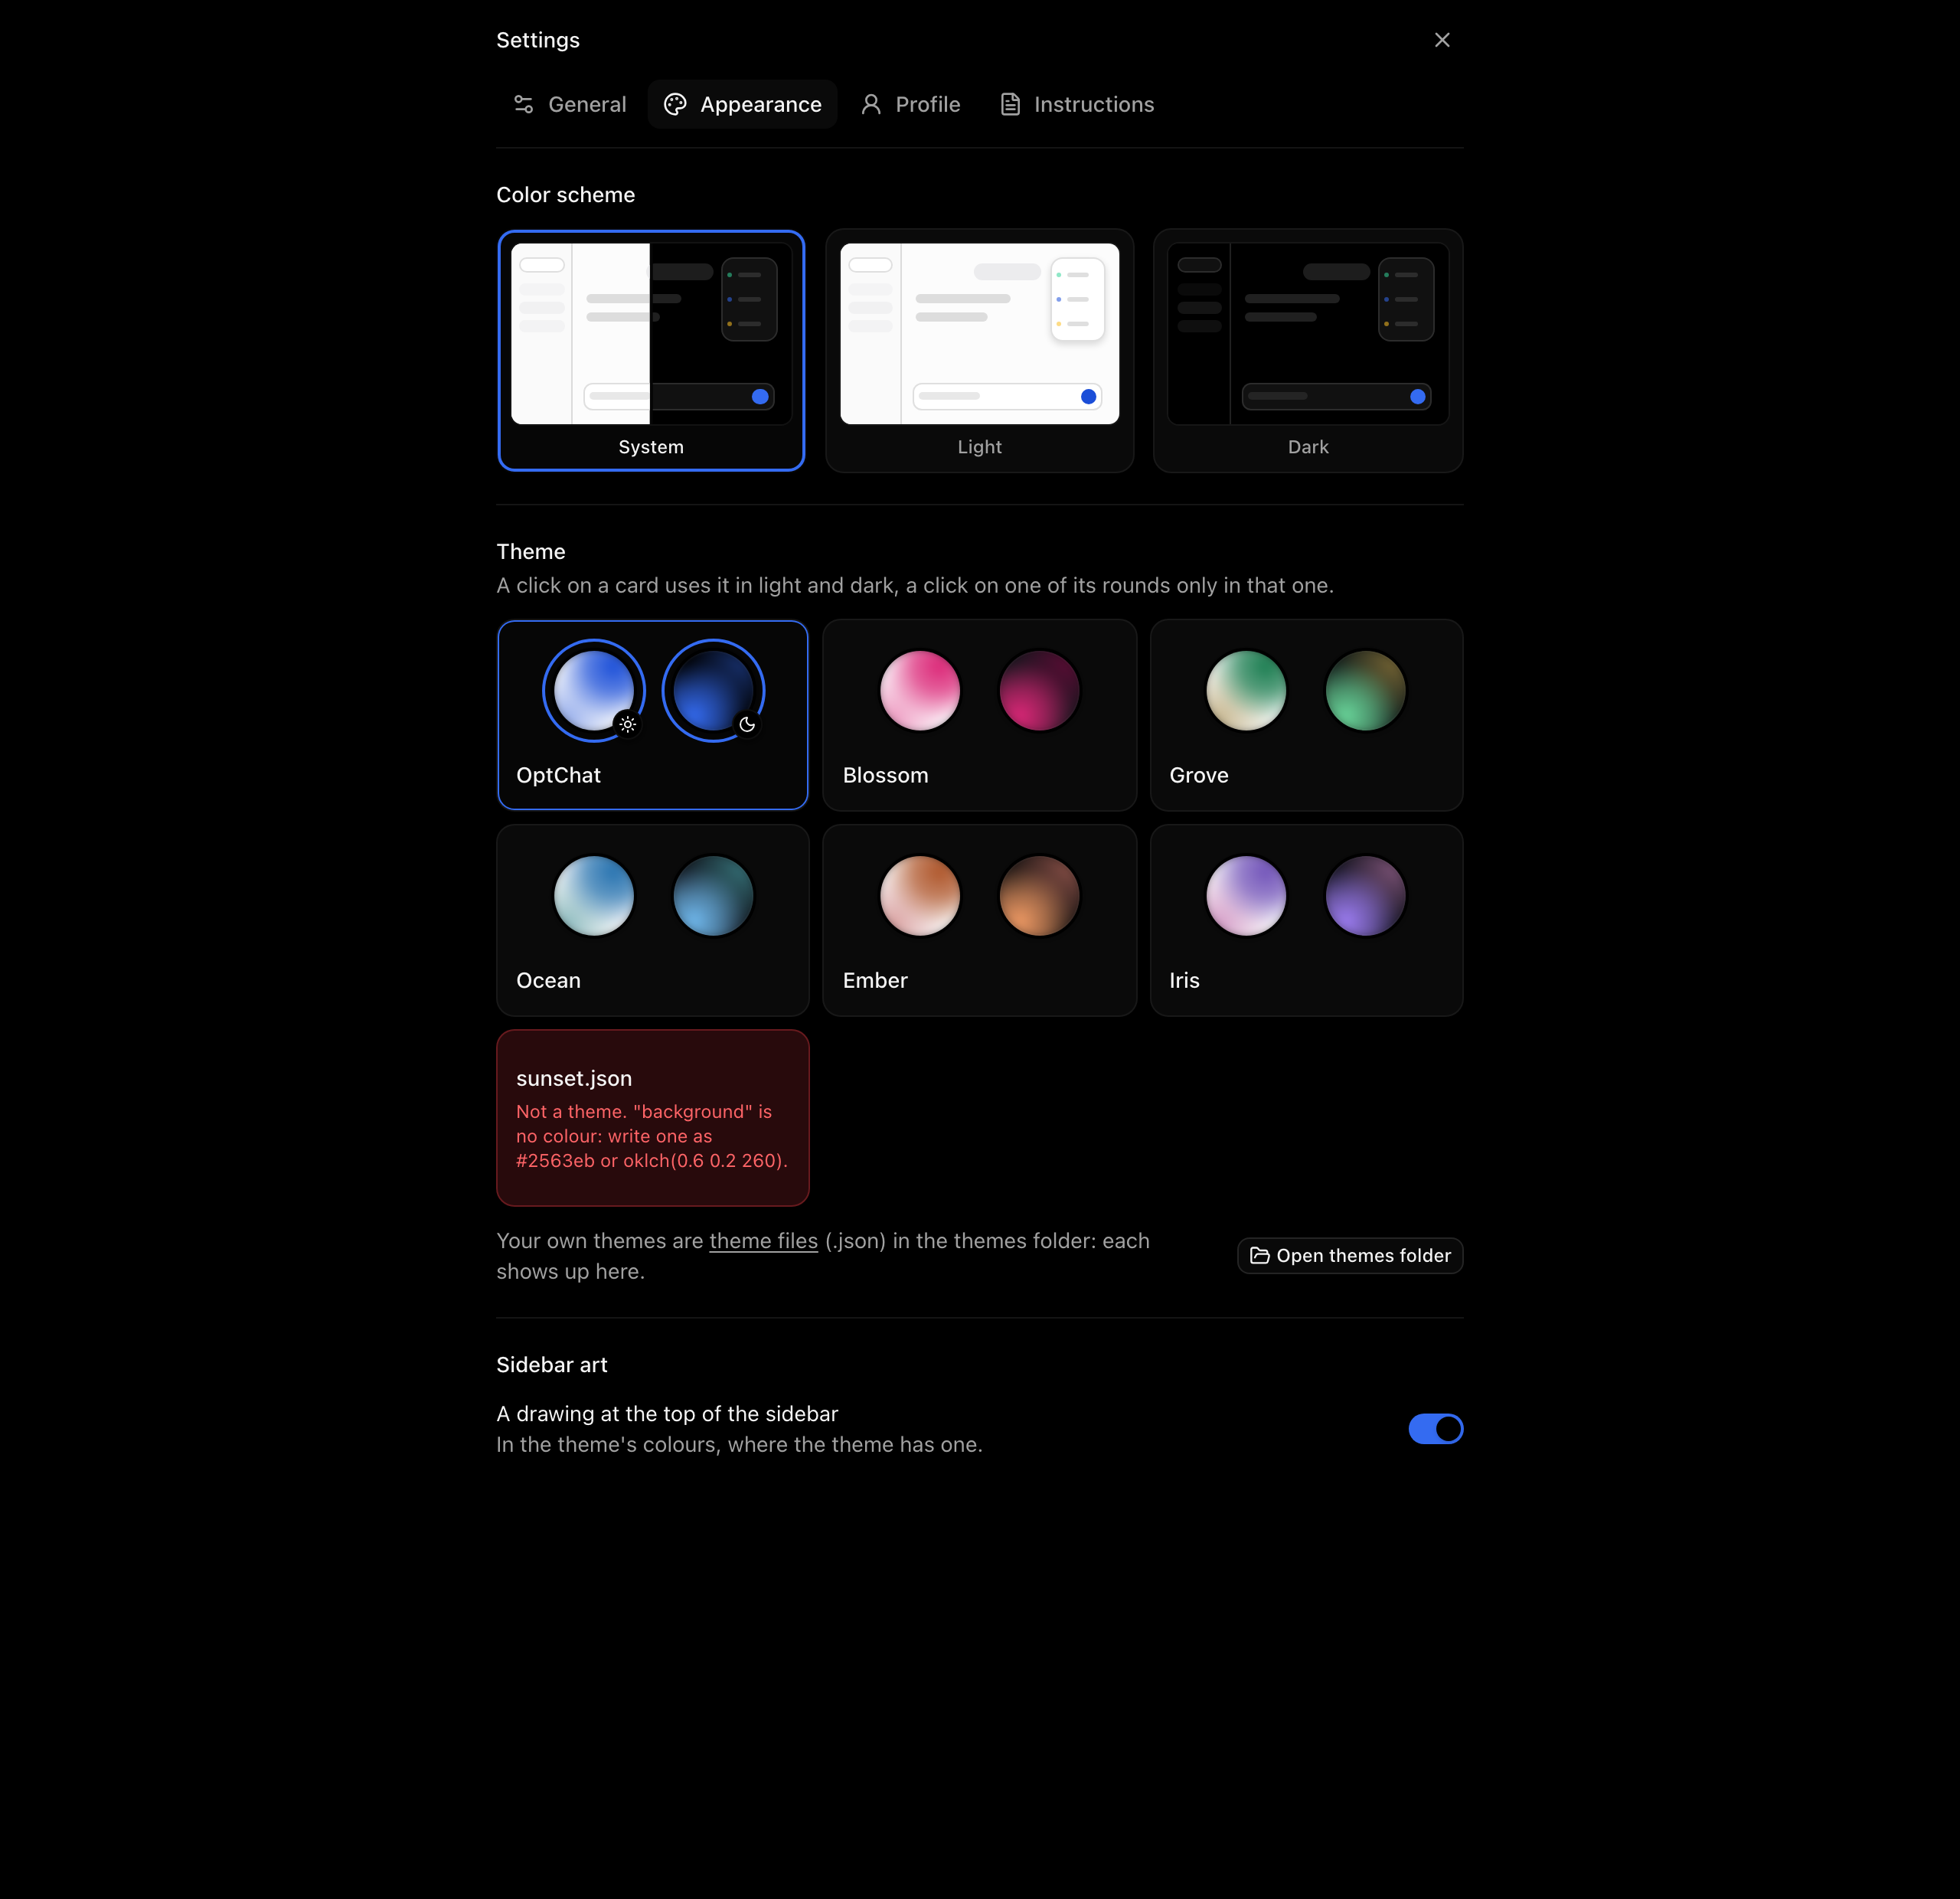 Settings
General
Appearance
Profile
Instructions
Color scheme
System
Light
Dark
Theme
A click on a card uses it in light and dark, a click on one of its rounds only in that one.
OptChat
Blossom
Grove
Ocean
Ember
Iris
sunset.json
Not a theme. "background" is
no colour: write one as
#2563eb or oklch(0.6 0.2 260).
Your own themes are theme files (.json) in the themes folder: each
shows up here.
Open themes folder
Sidebar art
A drawing at the top of the sidebar
In the theme's colours, where the theme has one.